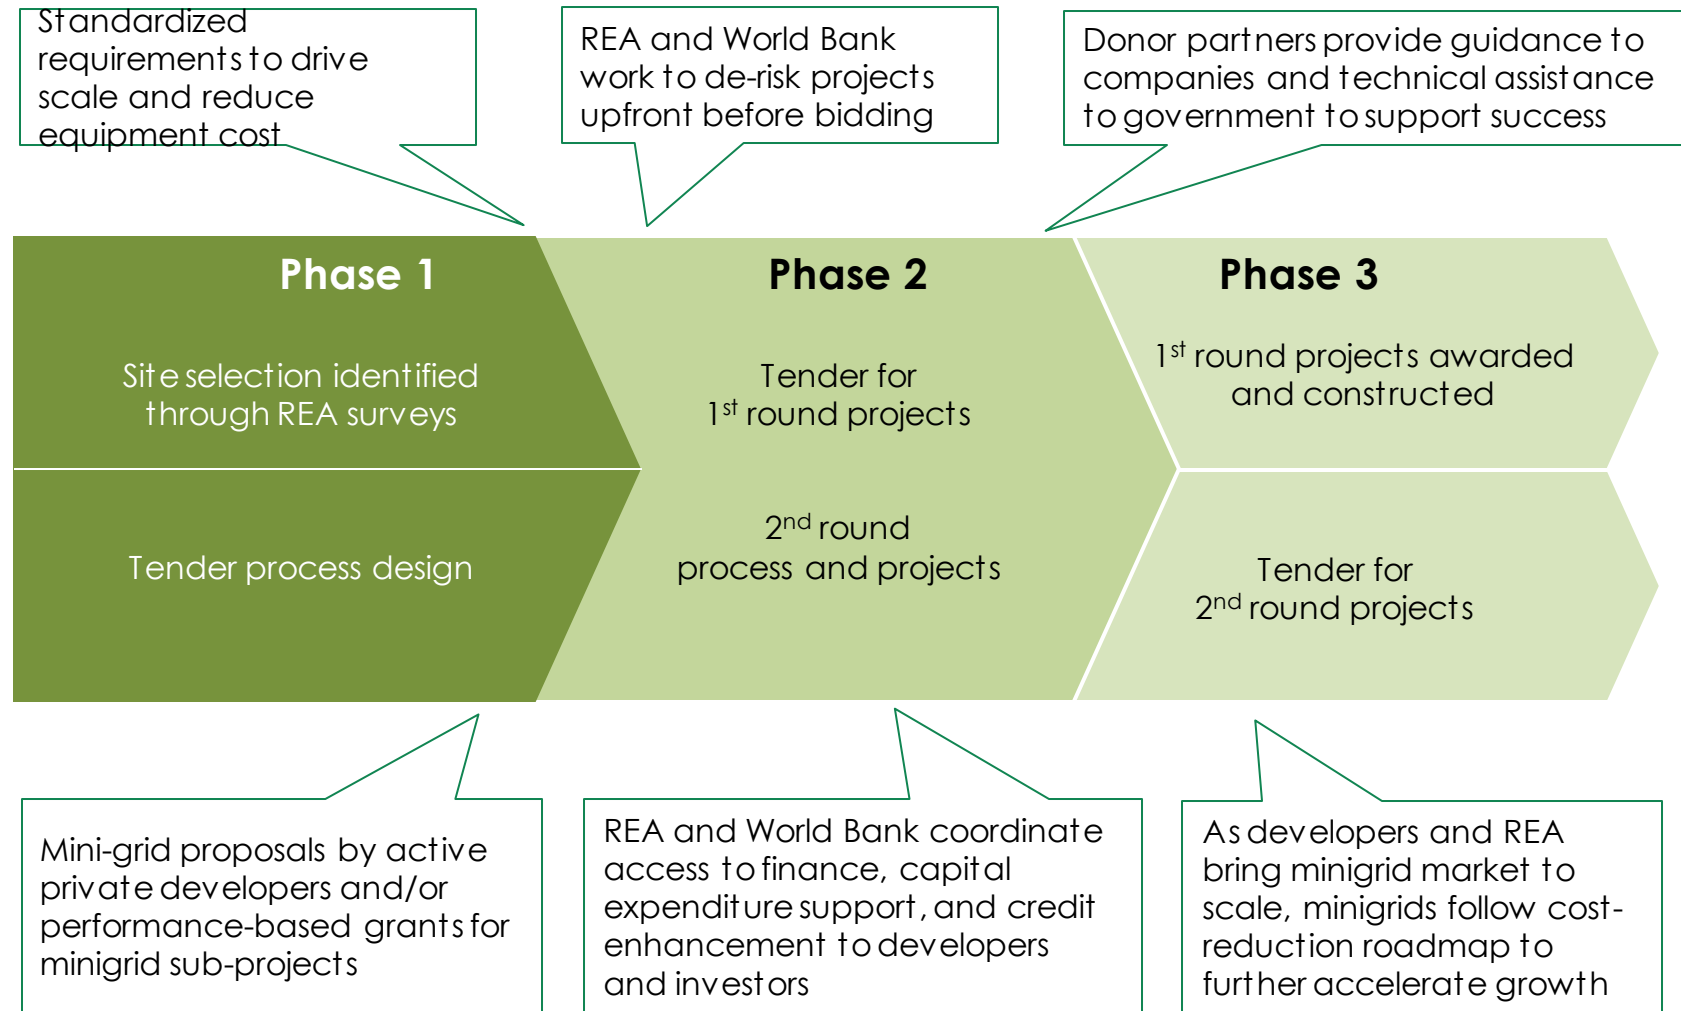 Standardized
requirements to drive
scale and reduce
equipment cost
REA and World Bank
work to de-risk projects
upfront before bidding
Donor partners provide guidance to
companies and technical assistance
to government to support success
Phase 1
Site selection identified
through REA surveys
Tender process design
Phase 2
Tender for
1st round projects
2nd round
process and projects
Phase 3
1st round projects awarded
and constructed
Tender for
2nd round projects
Mini-grid proposals by active
private developers and/or
performance-based grants for
minigrid sub-projects
REA and World Bank coordinate
access to finance, capital
expenditure support, and credit
enhancement to developers
and investors
As developers and REA
bring minigrid market to
scale, minigrids follow cost-
reduction roadmap to
further accelerate growth